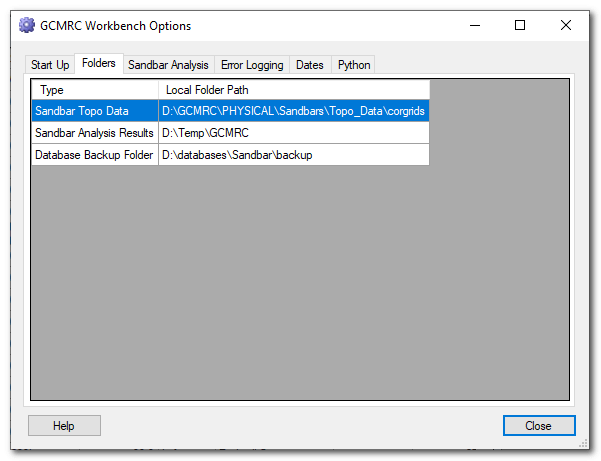 GCMRC Workbench Options
Start Up Folders Sandbar Analysis Error Logging Dates Python
Type Local Folder Path
Sandbar Topo Data D:\GCMRC\PHYSICAL\Sandbars\Topo_Data\corgrids
Sandbar Analysis Results D:\Temp\GCMRC
Database Backup Folder D:\databases\Sandbar\backup
Help Close